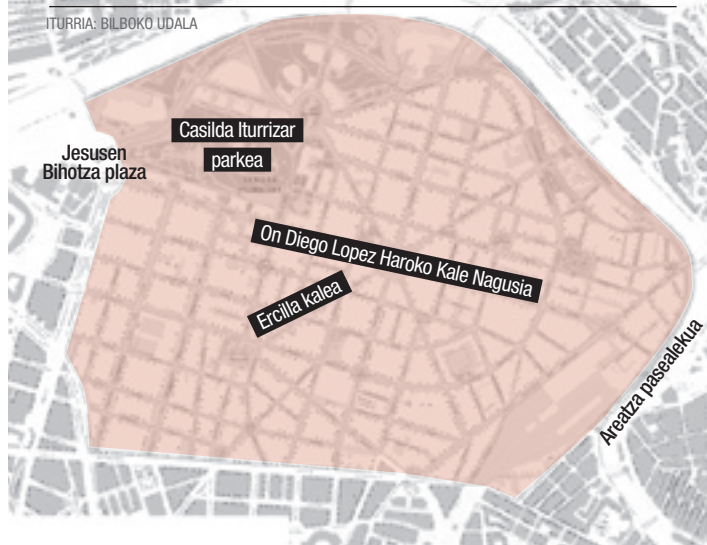 ITURRIA: BILBOKO UDALA
Casilda Iturrizar
parkea
Jesusen
Bihotza plaza
On Diego Lopez Haroko Kale Nagusia
Ercilla kalea
Areatza pasealekua